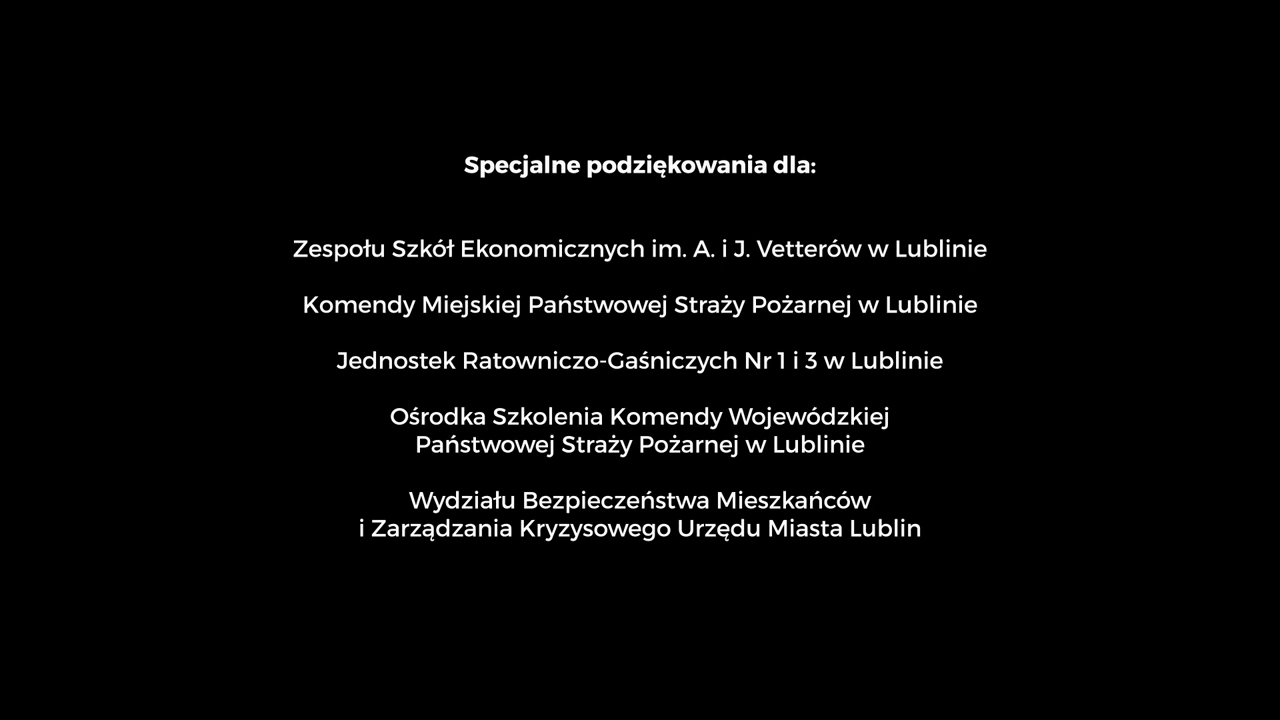 Specjalne podziękowania dla:
Zespołu Szkół Ekonomicznych im. A. i J. Vetterów w Lublinie
Komendy Miejskiej Państwowej Straży Pożarnej w Lublinie
Jednostek Ratowniczo-Gaśniczych Nr 1 i 3 w Lublinie
Ośrodka Szkolenia Komendy Wojewódzkiej
Państwowej Straży Pożarnej w Lublinie
Wydziału Bezpieczeństwa Mieszkańców
i Zarządzania Kryzysowego Urzędu Miasta Lublin